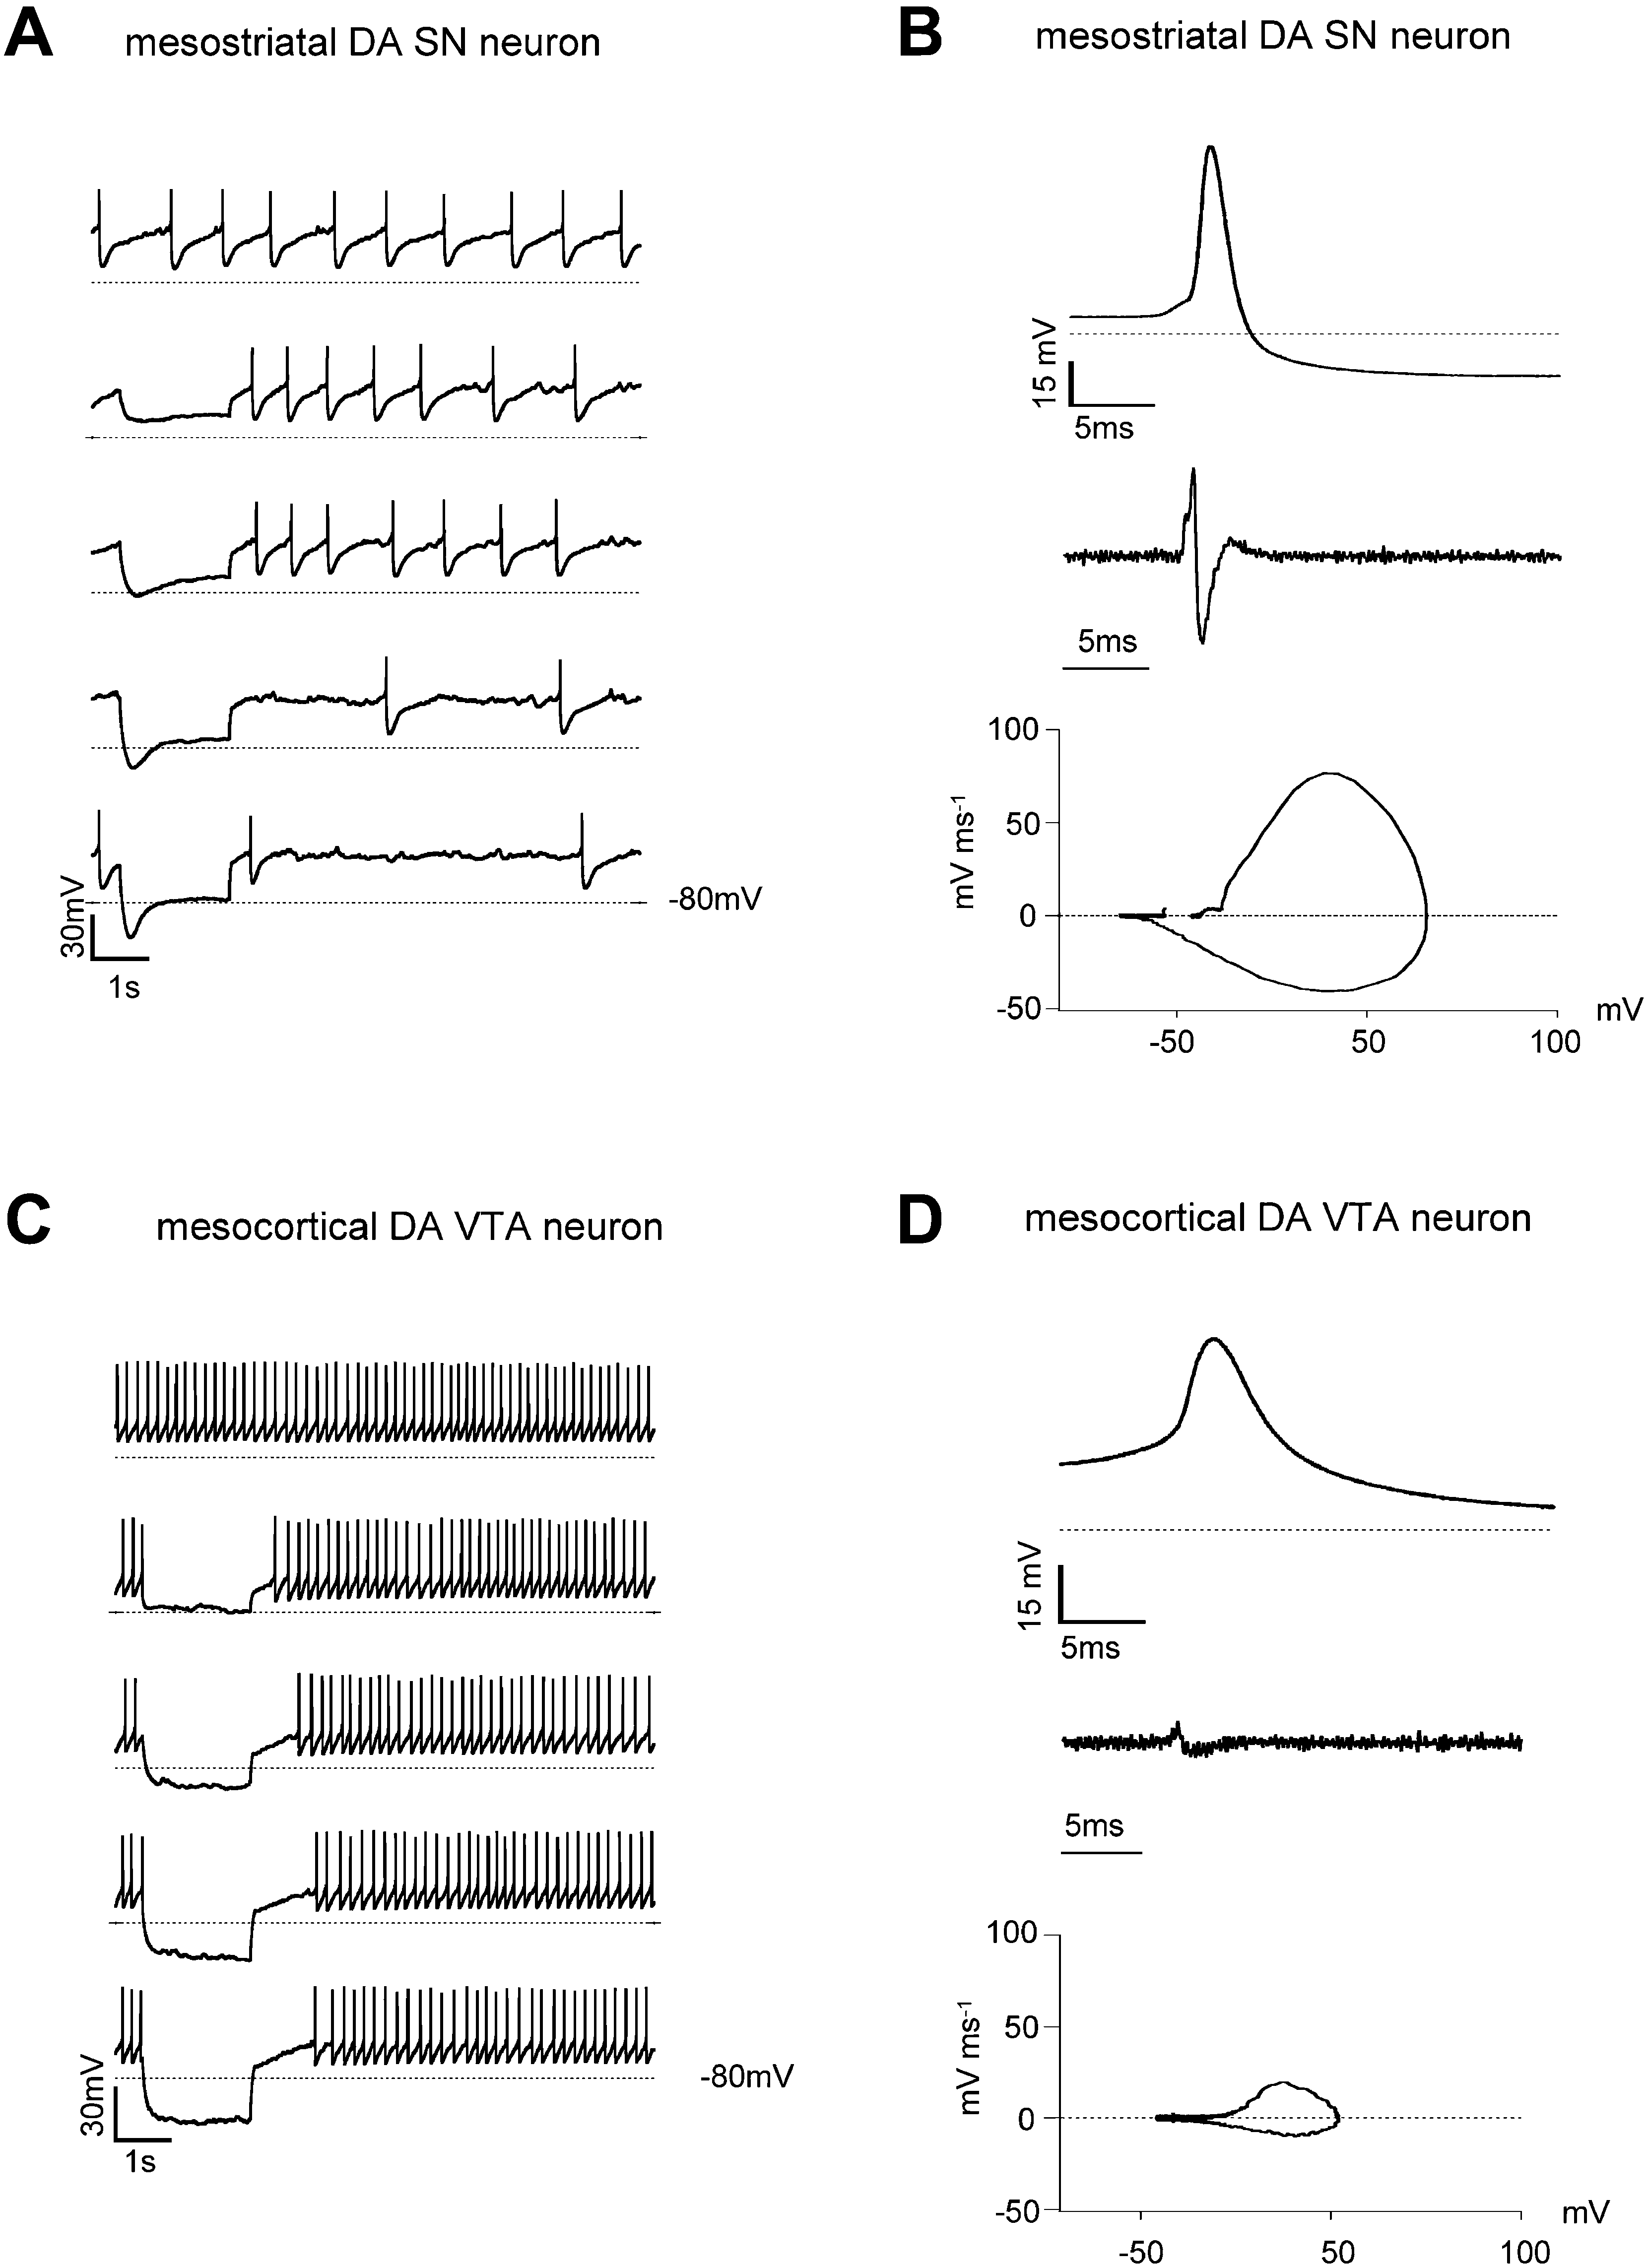 A
mesostriatal DA SN neuron
-80mV
30mV
1s
B
mesostriatal DA SN neuron
15 mV
5ms
5ms
100
50
0
-50
mV ms-1
-50
50
100
mV
C
mesocortical DA VTA neuron
-80mV
30mV
1s
D
mesocortical DA VTA neuron
15 mV
5ms
5ms
100
50
0
-50
mV ms-1
-50
50
100
mV